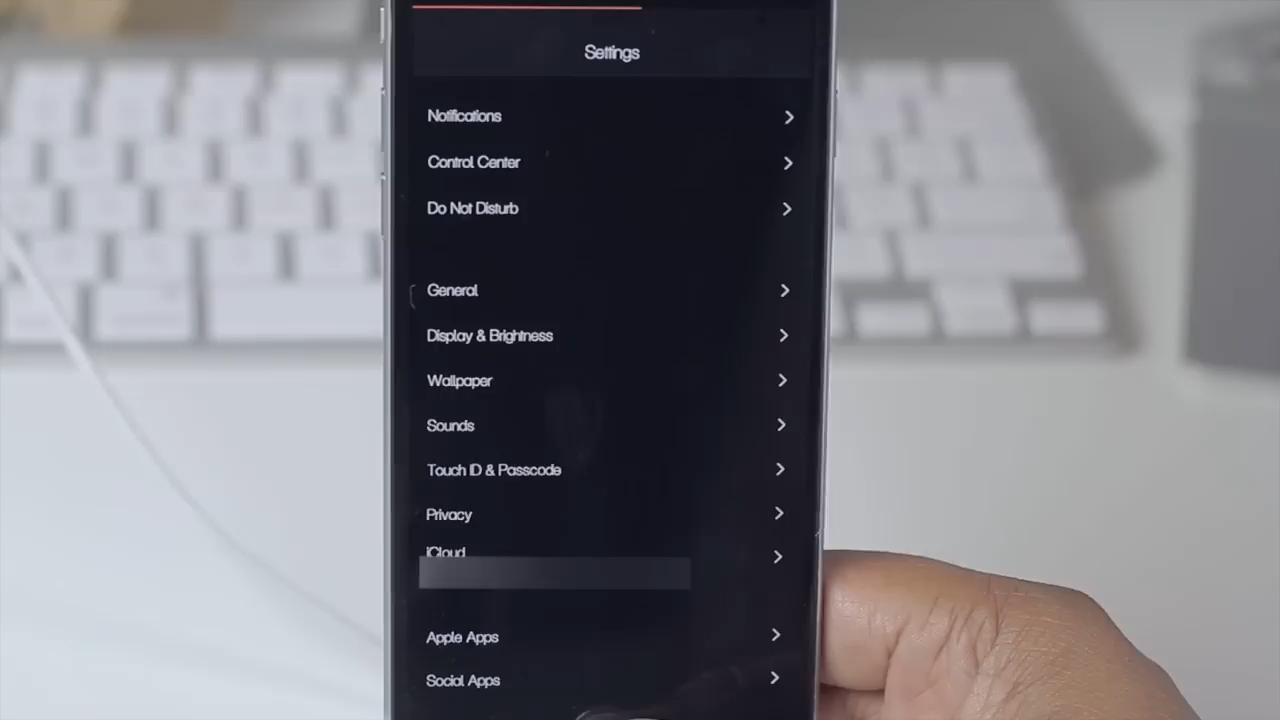 Settings
Notifications
Control Center
Do Not Disturb
General
Display & Brightness
Wallpaper
Sounds
Touch ID & Passcode
Privacy
iCloud
Apple Apps
Social Apps